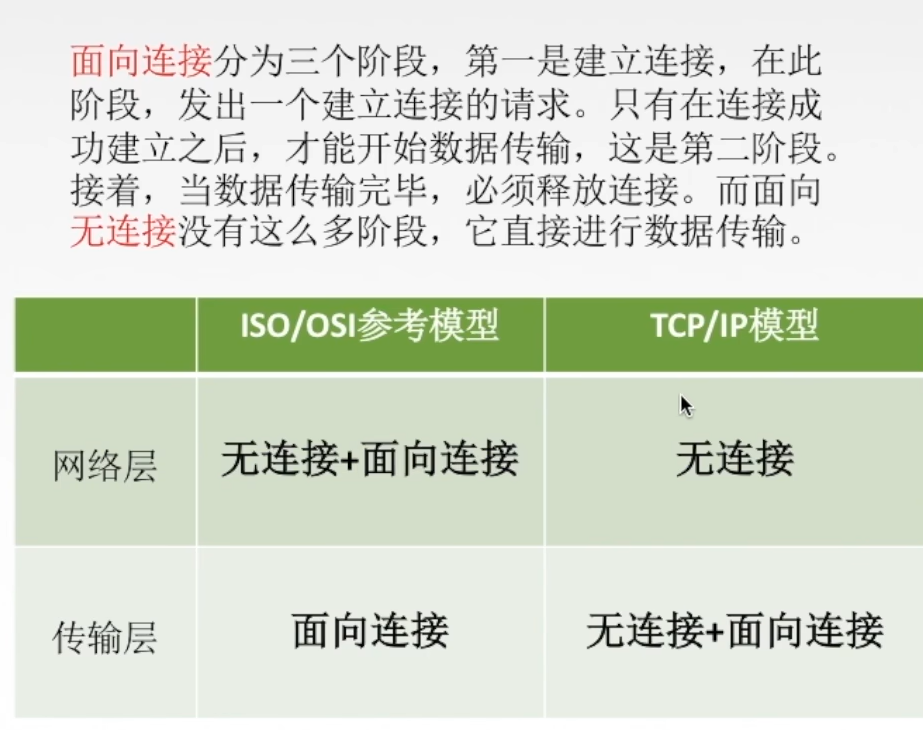 面向连接分为三个阶段，第一是建立连接，在此
阶段，发出一个建立连接的请求。只有在连接成
功建立之后，才能开始数据传输，这是第二阶段。
接着，当数据传输完毕，必须释放连接。而面向
无连接没有这么多阶段，它直接进行数据传输。
ISO/OSI参考模型 TCP/IP模型
网络层 无连接+面向连接 无连接
传输层 面向连接 无连接+面向连接